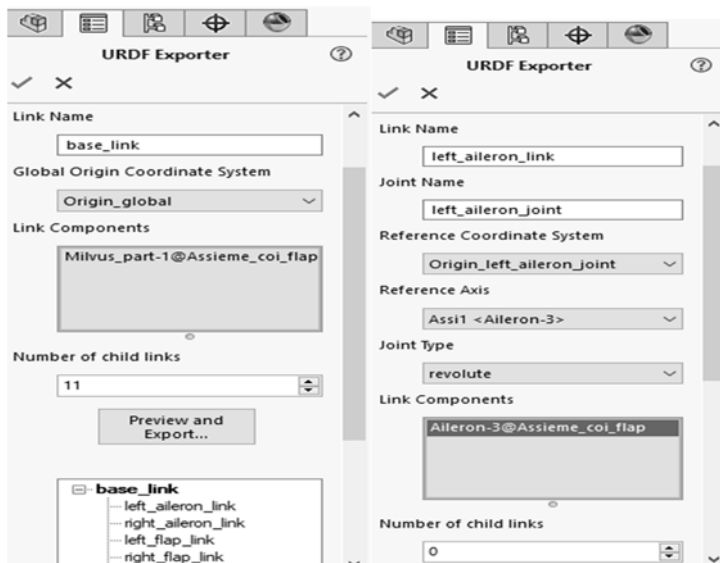 URDF Exporter
Link Name
base_link
Global Origin Coordinate System
Origin_global
Link Components
Milvus_part-1@Assieme_coi_flap
Number of child links
11
Preview and
Export...
base_link
left_aileron_link
right_aileron_link
left_flap_link
right_flap_link
URDF Exporter
Link Name
left_aileron_link
Joint Name
left_aileron_joint
Reference Coordinate System
Origin_left_aileron_joint
Reference Axis
Assi1 <Aileron-3>
Joint Type
revolute
Link Components
Aileron-3@Assieme_coi_flap
Number of child links
0